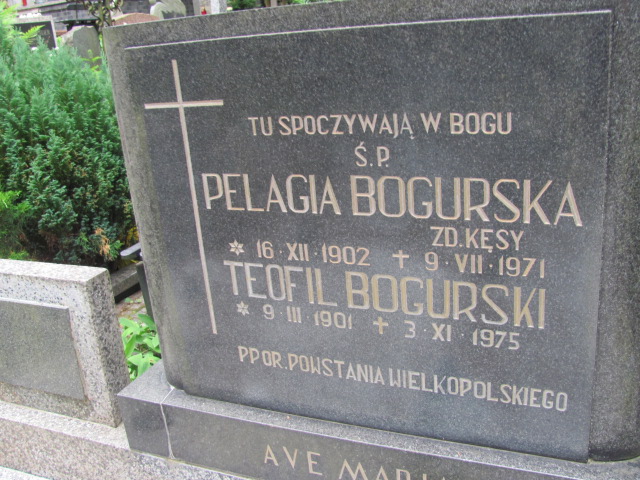 TU SPOCZYWAJĄ W BOGU
Ś.P.
PELAGIA BOGURSKA
ZD.KĘSY
16·XII·1902 9·VII·1971
TEOFIL BOGURSKI
9·III·1901 3·XI·1975
PPOR.POWSTANIA WIELKOPOLSKIEGO
AVE MARIA